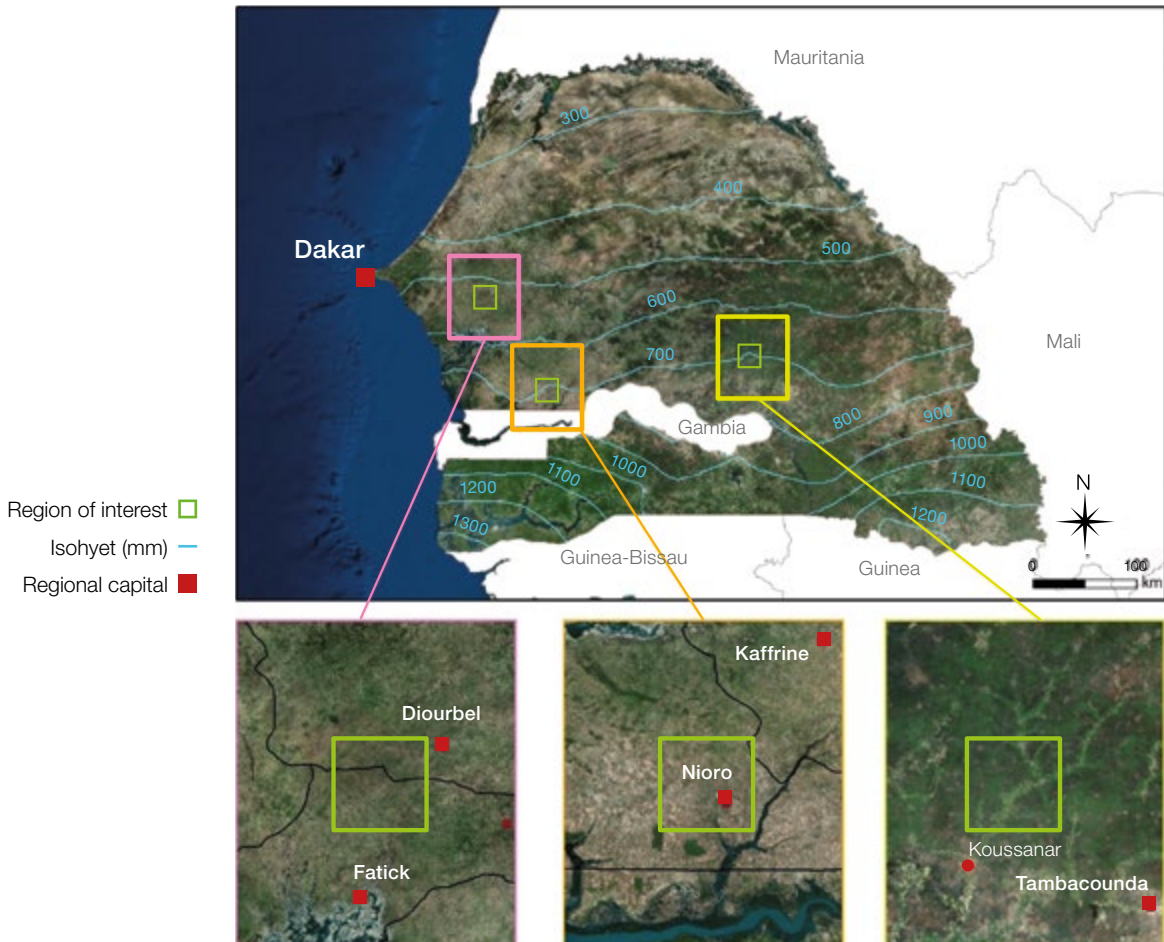 Mauritania
300
400
Dakar
500
600
700
Mali
800
900
Gambia
1000
1000
1100
1100
1200
1200
1300
N
Guinea-Bissau
Guinea
0
100
km
Region of interest
Isohyet (mm)
Regional capital
Kaffrine
Diourbel
Nioro
Koussanar
Fatick
Tambacounda